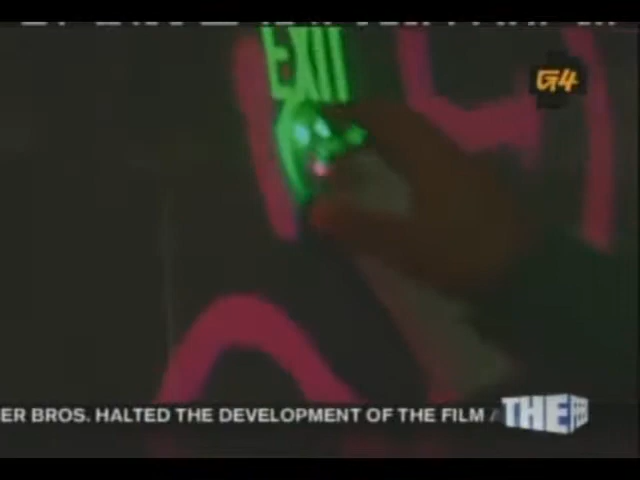 EXIT
G4
ER BROS. HALTED THE DEVELOPMENT OF THE FILM A
THE